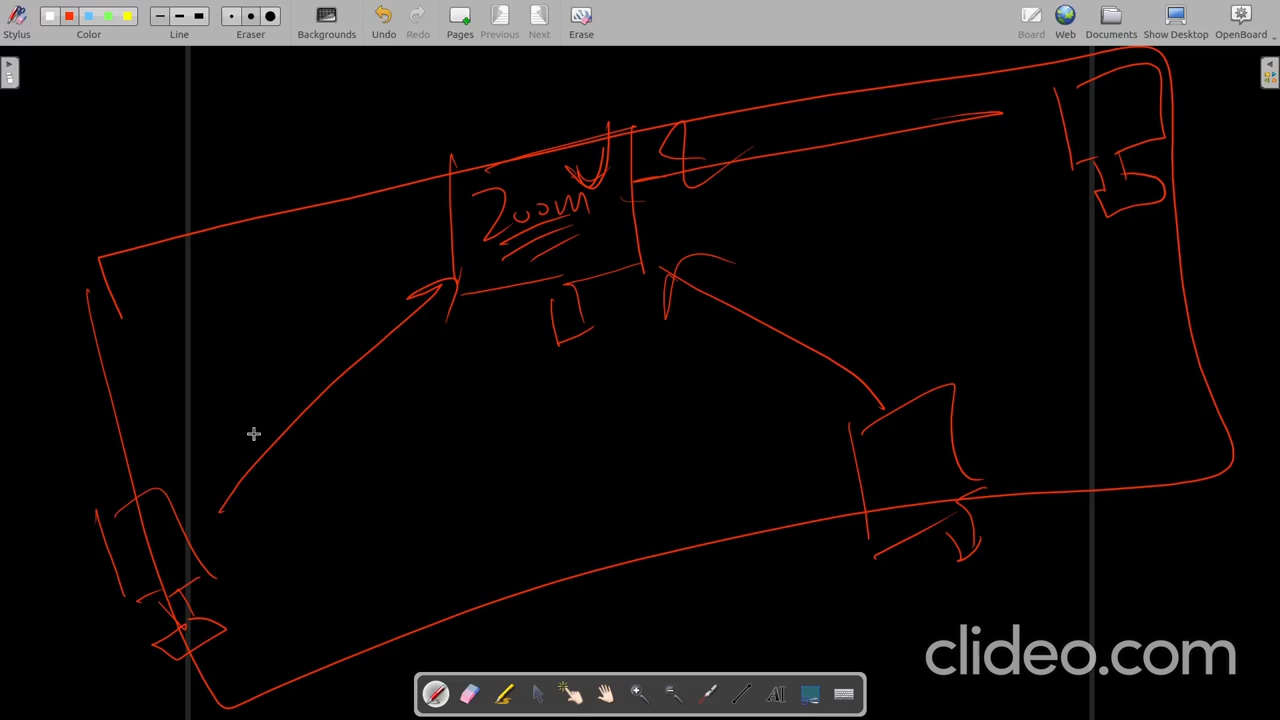 Stylus Color Line Eraser Backgrounds Undo Redo Pages Previous Next Erase Board Web Documents Show Desktop OpenBoard
zoom
clideo.com